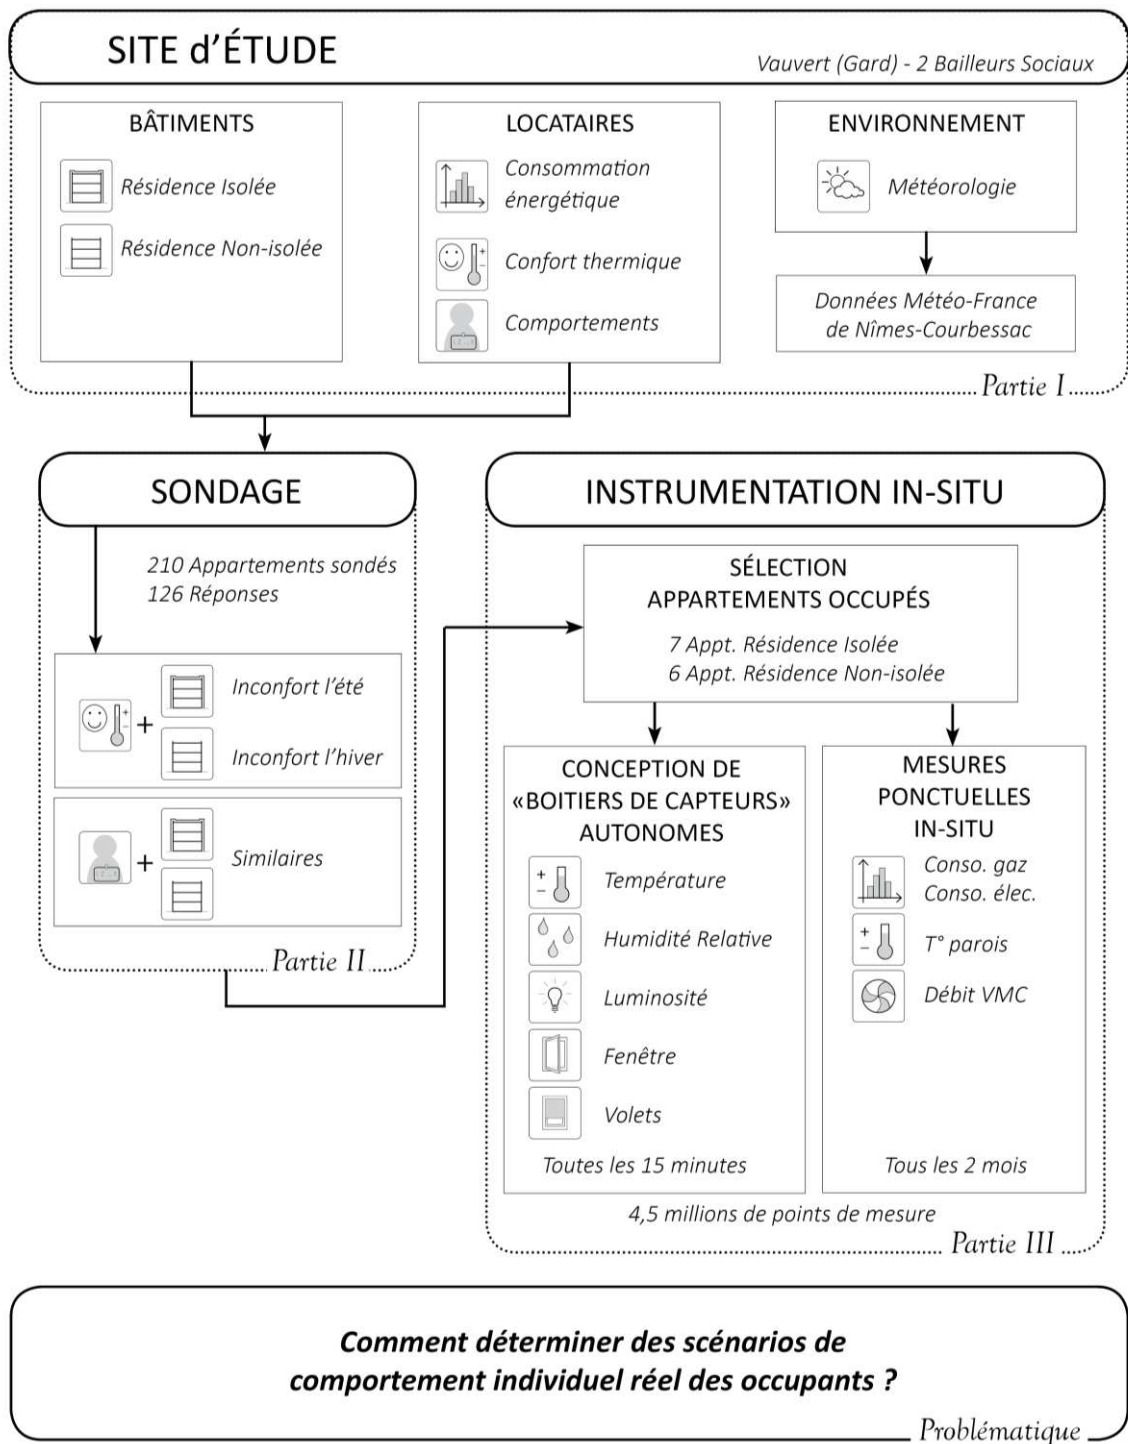 SITE d'ÉTUDE
Vauvert (Gard) - 2 Bailleurs Sociaux
BÂTIMENTS
Résidence Isolée
Résidence Non-isolée
LOCATAIRES
Consommation
énergétique
Confort thermique
Comportements
ENVIRONNEMENT
Météorologie
Données Météo-France
de Nîmes-Courbessac
Partie I
SONDAGE
210 Appartements sondés
126 Réponses
Inconfort l'été
Inconfort l'hiver
Similaires
Partie II
INSTRUMENTATION IN-SITU
SÉLECTION
APPARTEMENTS OCCUPÉS
7 Appt. Résidence Isolée
6 Appt. Résidence Non-isolée
CONCEPTION DE
«BOITIERS DE CAPTEURS»
AUTONOMES
Température
Humidité Relative
Luminosité
Fenêtre
Volets
Toutes les 15 minutes
MESURES
PONCTUELLES
IN-SITU
Conso. gaz
Conso. élec.
T° parois
Débit VMC
Tous les 2 mois
4,5 millions de points de mesure
Partie III
Comment déterminer des scénarios de
comportement individuel réel des occupants ?
Problématique